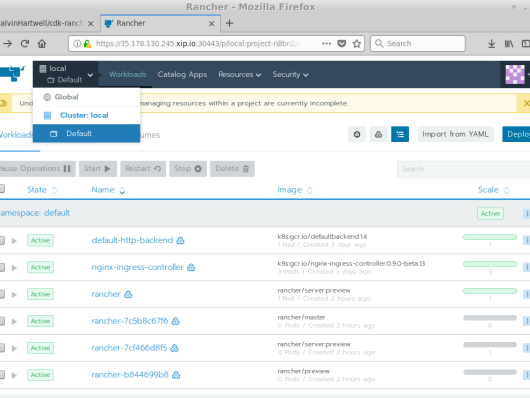 Rancher - Mozilla Firefox
alvinHartwell/cdk-ranch × Rancher × +
https://35.178.130.245.xip.io:30443/p/local:project-n8bn2/ Search
local
Default
Workloads Catalog Apps Resources Security
Global
Cluster: local
Default
managing resources within a project are currently incomplete.
Workloads umes Import from YAML Deploy
Pause Operations Start Restart Stop Delete Search
State Name Image Scale
amespace: default Active
Active default-http-backend k8s.gcr.io/defaultbackend:1.4
1 Pod / Created 3 days ago 1
Active nginx-ingress-controller k8s.gcr.io/nginx-ingress-controller:0.9.0-beta.13
3 Pods / Created 3 days ago 3
Active rancher rancher/server:preview
1 Pod / Created 2 hours ago 1
Active rancher-7c5b8c67f6 rancher/master
0 Pods / Created 2 hours ago 0
Active rancher-7cf466d8f5 rancher/server:preview
0 Pods / Created 2 hours ago 1
Active rancher-b844699b8 rancher/preview
0 Pods / Created 2 hours ago 0